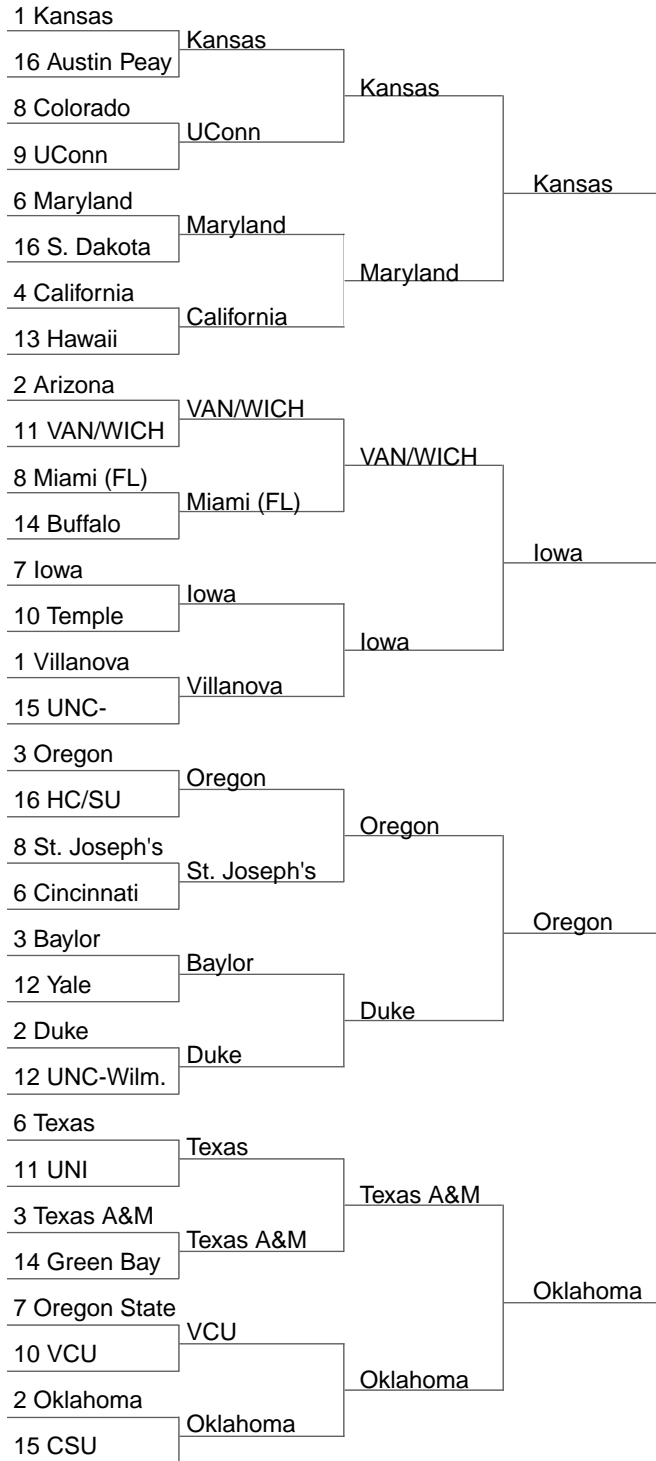 1 Kansas
Kansas
16 Austin Peay
Kansas
8 Colorado
UConn
9 UConn
Kansas
6 Maryland
Maryland
16 S. Dakota
Maryland
4 California
California
13 Hawaii
2 Arizona
VAN/WICH
11 VAN/WICH
VAN/WICH
8 Miami (FL)
Miami (FL)
14 Buffalo
Iowa
7 Iowa
Iowa
10 Temple
Iowa
1 Villanova
Villanova
15 UNC-
3 Oregon
Oregon
16 HC/SU
Oregon
8 St. Joseph's
St. Joseph's
6 Cincinnati
Oregon
3 Baylor
Baylor
12 Yale
Duke
2 Duke
Duke
12 UNC-Wilm.
6 Texas
Texas
11 UNI
Texas A&M
3 Texas A&M
Texas A&M
14 Green Bay
Oklahoma
7 Oregon State
VCU
10 VCU
Oklahoma
2 Oklahoma
Oklahoma
15 CSU